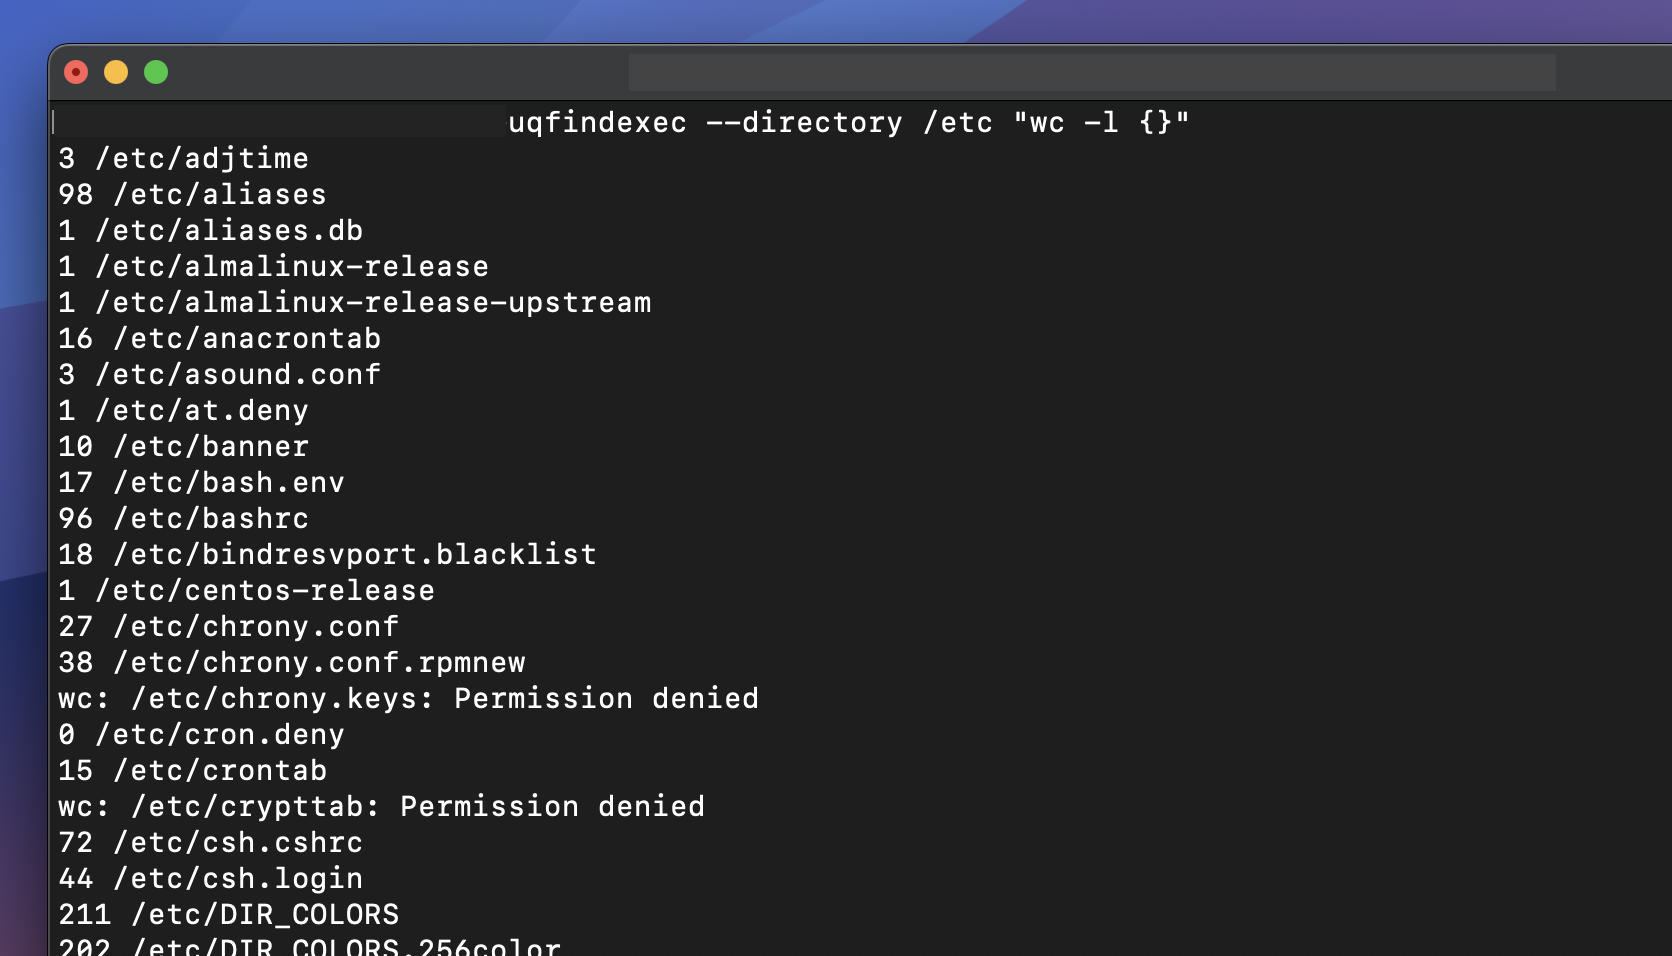 uqfindexec --directory /etc "wc -l {}"
3 /etc/adjtime
98 /etc/aliases
1 /etc/aliases.db
1 /etc/almalinux-release
1 /etc/almalinux-release-upstream
16 /etc/anacrontab
3 /etc/asound.conf
1 /etc/at.deny
10 /etc/banner
17 /etc/bash.env
96 /etc/bashrc
18 /etc/bindresvport.blacklist
1 /etc/centos-release
27 /etc/chrony.conf
38 /etc/chrony.conf.rpmnew
wc: /etc/chrony.keys: Permission denied
0 /etc/cron.deny
15 /etc/crontab
wc: /etc/crypttab: Permission denied
72 /etc/csh.cshrc
44 /etc/csh.login
211 /etc/DIR_COLORS
202 /etc/DIR_COLORS.256color